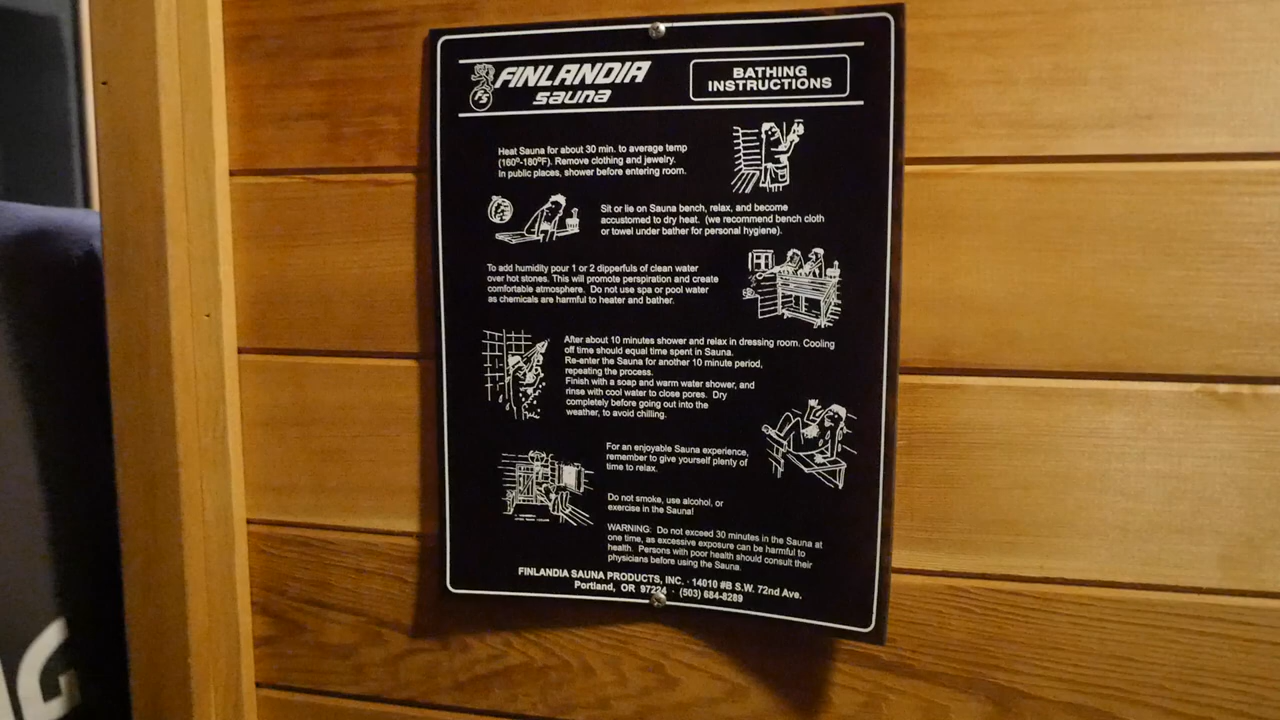 FINLANDIA
sauna
FS
BATHING
INSTRUCTIONS
Heat Sauna for about 30 min. to average temp
(160º-180ºF). Remove clothing and jewelry.
In public places, shower before entering room.
Sit or lie on Sauna bench, relax, and become
accustomed to dry heat. (we recommend bench cloth
or towel under bather for personal hygiene).
To add humidity pour 1 or 2 dipperfuls of clean water
over hot stones. This will promote perspiration and create
comfortable atmosphere. Do not use spa or pool water
as chemicals are harmful to heater and bather.
After about 10 minutes shower and relax in dressing room. Cooling
off time should equal time spent in Sauna.
Re-enter the Sauna for another 10 minute period,
repeating the process.
Finish with a soap and warm water shower, and
rinse with cool water to close pores. Dry
completely before going out into the
weather, to avoid chilling.
For an enjoyable Sauna experience,
remember to give yourself plenty of
time to relax.
Do not smoke, use alcohol, or
exercise in the Sauna!
WARNING: Do not exceed 30 minutes in the Sauna at
one time, as excessive exposure can be harmful to
health. Persons with poor health should consult their
physicians before using the Sauna.
FINLANDIA SAUNA PRODUCTS, INC. · 14010 #B S.W. 72nd Ave.
Portland, OR 97224 · (503) 684-8289